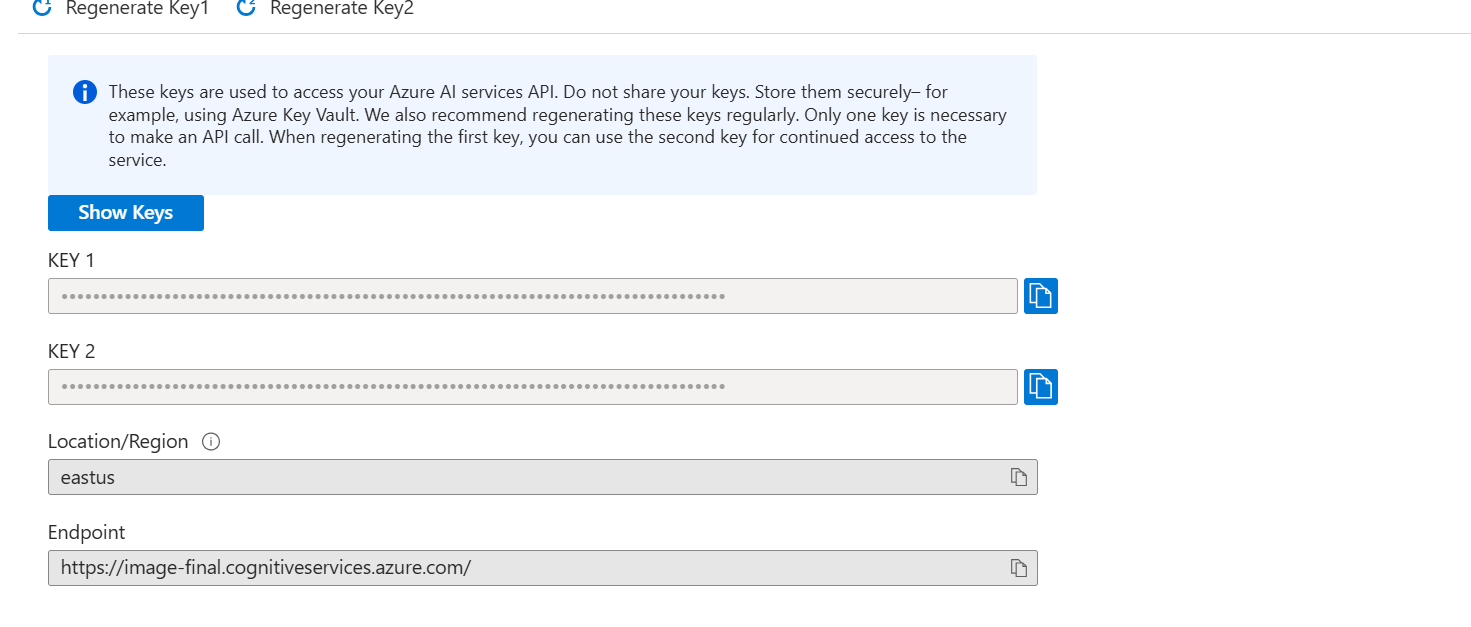 Regenerate Key1 Regenerate Key2
These keys are used to access your Azure AI services API. Do not share your keys. Store them securely– for
example, using Azure Key Vault. We also recommend regenerating these keys regularly. Only one key is necessary
to make an API call. When regenerating the first key, you can use the second key for continued access to the
service.
Show Keys
KEY 1
KEY 2
Location/Region
eastus
Endpoint
https://image-final.cognitiveservices.azure.com/